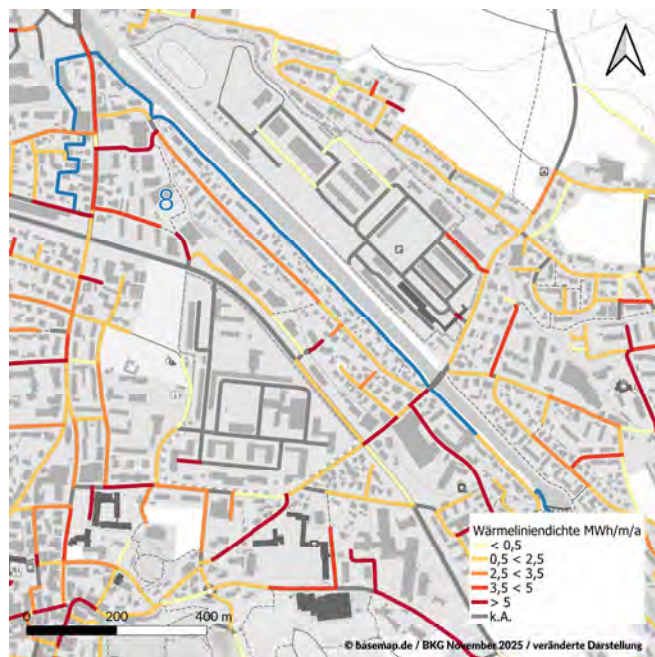 8
Wärmeliniendichte MWh/m/a
< 0,5
0,5 < 2,5
2,5 < 3,5
3,5 < 5
> 5
k.A.
0 200 400 m
© basemap.de / BKG November 2025 / veränderte Darstellung